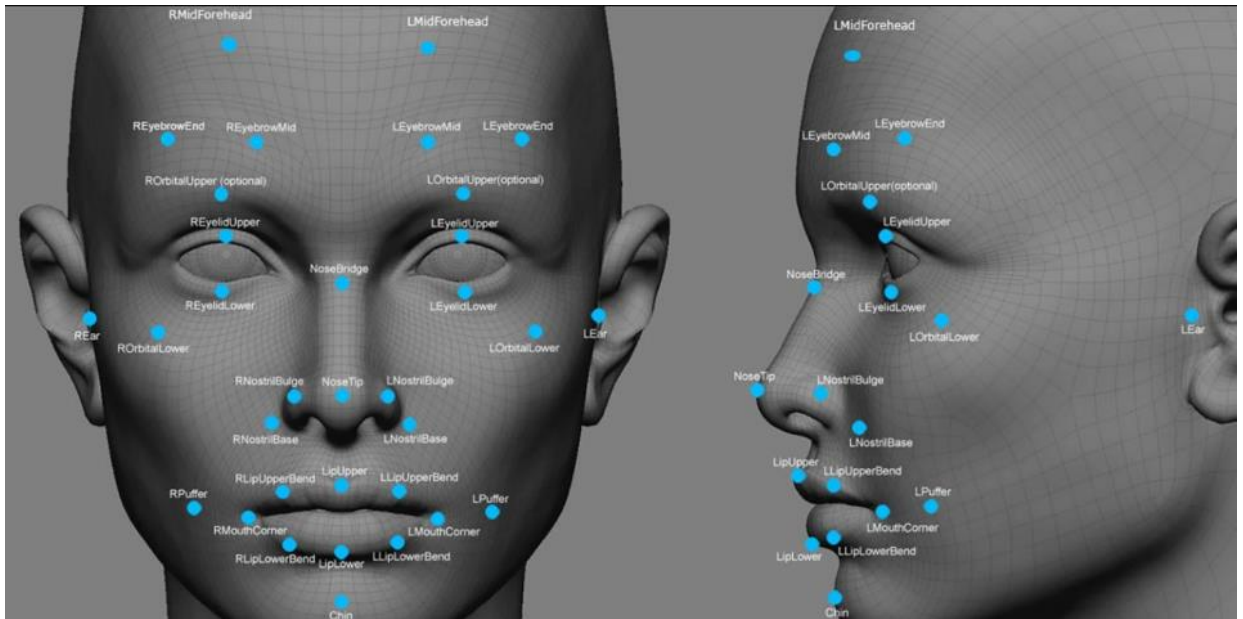 RMidForehead
LMidForehead
REyebrowEnd
REyebrowMid
LEyebrowMid
LEyebrowEnd
ROrbitalUpper (optional)
LOrbitalUpper(optional)
REyelidUpper
LEyelidUpper
NoseBridge
REyelidLower
LEyelidLower
REar
LEar
ROrbitalLower
LOrbitalLower
RNostrilBulge
NoseTip
LNostrilBulge
RNostrilBase
LNostrilBase
LipUpper
RLipUpperBend
LLipUpperBend
RPuffer
LPuffer
RMouthCorner
LMouthCorner
RLipLowerBend
LipLower
LLipLowerBend
Chin
LMidForehead
LEyebrowMid
LEyebrowEnd
LOrbitalUpper(optional)
LEyelidUpper
NoseBridge
LEyelidLower
LEar
LOrbitalLower
NoseTip
LNostrilBulge
LNostrilBase
LipUpper
LLipUpperBend
LPuffer
LMouthCorner
LipLower
LLipLowerBend
Chin